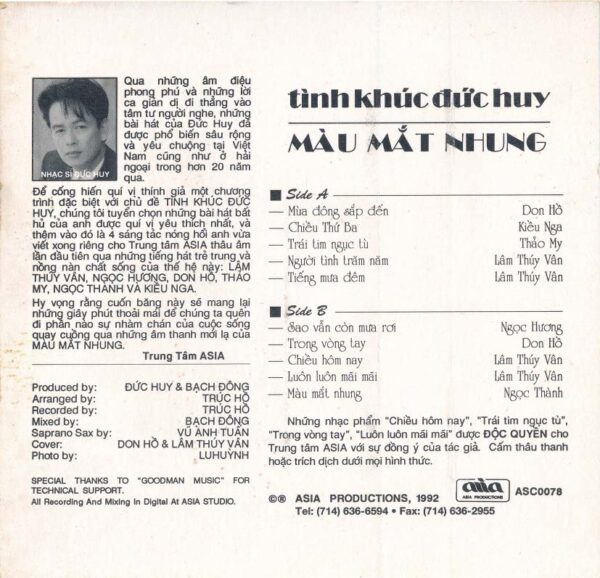 Qua những âm điệu
phong phú và những lời
ca giản dị đi thẳng vào
tâm tư người nghe, những
bài hát của Đức Huy đã
được phổ biến sâu rộng
và yêu chuộng tại Việt
Nam cũng như ở hải
ngoại trong hơn 20 năm
qua.
NHẠC SĨ ĐỨC HUY
Để cống hiến quí vị thính giả một chương
trình đặc biệt với chủ đề TÌNH KHÚC ĐỨC
HUY, chúng tôi tuyển chọn những bài hát bất
hủ của anh được quí vị yêu thích nhất, và
thêm vào đó là 4 sáng tác nóng hổi anh vừa
viết xong riêng cho Trung tâm ASIA thâu âm
lần đầu tiên qua những tiếng hát trẻ trung và
nồng nàn chất sống của thế hệ này: LÂM
THÚY VÂN, NGỌC HƯƠNG, DON HỒ, THẢO
MY, NGỌC THÀNH VÀ KIỀU NGA.
Hy vọng rằng cuốn băng này sẽ mang lại
những giây phút thoải mái để chúng ta quên
đi phần nào sự nhàm chán của cuộc sống
quay cuồng qua những âm thanh mới lạ của
MÀU MẮT NHUNG.
Trung Tâm ASIA
Produced by: ĐỨC HUY & BẠCH ĐÔNG
Arranged by: TRÚC HỒ
Recorded by: TRÚC HỒ
Mixed by: BẠCH ĐÔNG
Saprano Sax by: VŨ ANH TUẤN
Cover: DON HỒ & LÂM THÚY VÂN
Photo by: LUHUỲNH
SPECIAL THANKS TO "GOODMAN MUSIC" FOR
TECHNICAL SUPPORT.
All Recording And Mixing In Digital At ASIA STUDIO.
tình khúc đức huy
MÀU MẮT NHUNG
Side A
— Mùa đông sắp đến Don Hồ
— Chiều Thứ Ba Kiều Nga
— Trái tim ngục tù Thảo My
— Người tình trăm năm Lâm Thúy Vân
— Tiếng mưa đêm Lâm Thúy Vân
Side B
— Sao vẫn còn mưa rơi Ngọc Hương
— Trong vòng tay Don Hồ
— Chiều hôm nay Lâm Thúy Vân
— Luôn luôn mãi mãi Lâm Thúy Vân
— Màu mắt nhung Ngọc Thành
Những nhạc phẩm "Chiều hôm nay", "Trái tim ngục tù",
"Trong vòng tay", "Luôn luôn mãi mãi" được ĐỘC QUYỀN cho
Trung tâm ASIA với sự đồng ý của tác giả. Cấm thâu thanh
hoặc trích dịch dưới mọi hình thức.
©® ASIA PRODUCTIONS, 1992
Tel: (714) 636-6594 • Fax: (714) 636-2955
asia
ASIA PRODUCTIONS
ASC0078